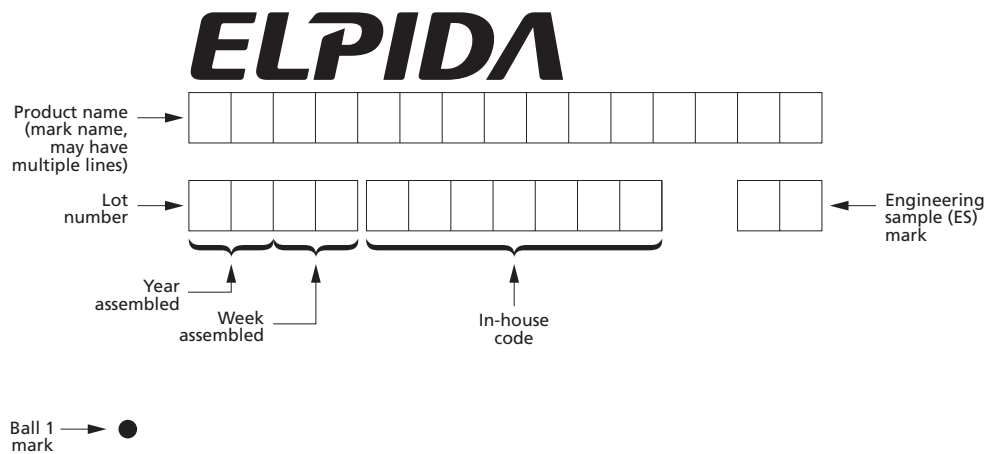 ELPIDA
Product name
(mark name,
may have
multiple lines)
Lot
number
Engineering
sample (ES)
mark
Year
assembled
Week
assembled
In-house
code
Ball 1
mark